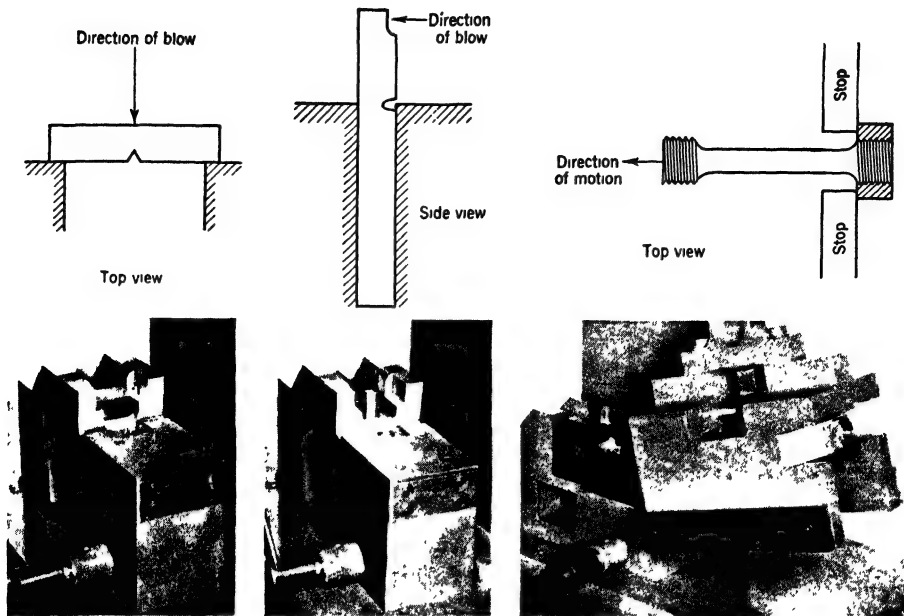 Direction of blow
Top view
Direction
of blow
Side view
Stop
Direction
of motion
Top view
Stop